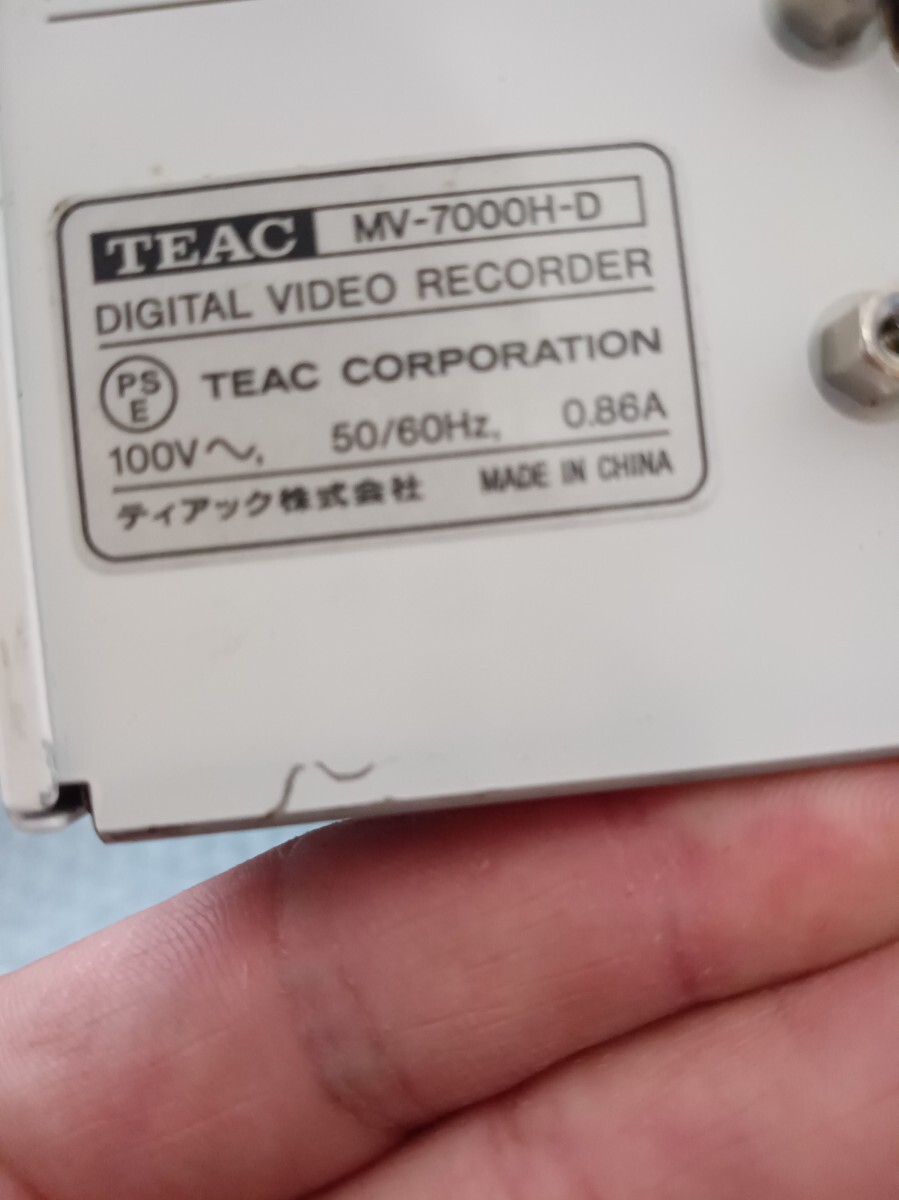 TEAC MV-7000H-D
DIGITAL VIDEO RECORDER
PS
E
TEAC CORPORATION
100V～, 50/60Hz, 0.86A
ティアック株式会社 MADE IN CHINA